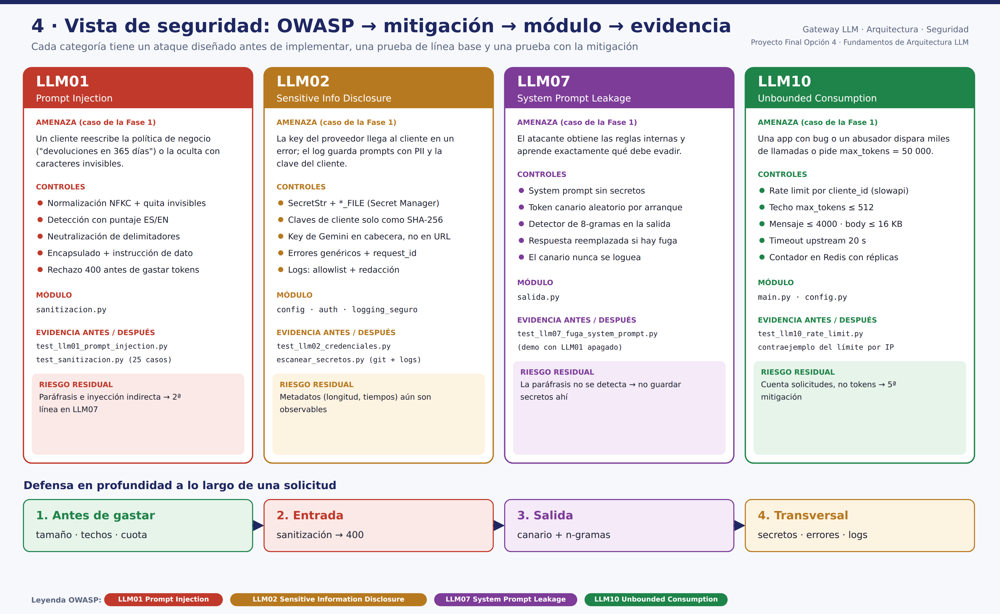 4 · Vista de seguridad: OWASP → mitigación → módulo → evidencia
Cada categoría tiene un ataque diseñado antes de implementar, una prueba de línea base y una prueba con la mitigación
Gateway LLM · Arquitectura · Seguridad
Proyecto Final Opción 4 · Fundamentos de Arquitectura LLM
LLM01
Prompt Injection
AMENAZA (caso de la Fase 1)
Un cliente reescribe la política de negocio
("devoluciones en 365 días") o la oculta con
caracteres invisibles.
CONTROLES
Normalización NFKC + quita invisibles
Detección con puntaje ES/EN
Neutralización de delimitadores
Encapsulado + instrucción de dato
Rechazo 400 antes de gastar tokens
MÓDULO
sanitizacion.py
EVIDENCIA ANTES / DESPUÉS
test_llm01_prompt_injection.py
test_sanitizacion.py (25 casos)
RIESGO RESIDUAL
Paráfrasis e inyección indirecta → 2ª
línea en LLM07
LLM02
Sensitive Info Disclosure
AMENAZA (caso de la Fase 1)
La key del proveedor llega al cliente en un
error; el log guarda prompts con PII y la
clave del cliente.
CONTROLES
SecretStr + *_FILE (Secret Manager)
Claves de cliente solo como SHA-256
Key de Gemini en cabecera, no en URL
Errores genéricos + request_id
Logs: allowlist + redacción
MÓDULO
config · auth · logging_seguro
EVIDENCIA ANTES / DESPUÉS
test_llm02_credenciales.py
escanear_secretos.py (git + logs)
RIESGO RESIDUAL
Metadatos (longitud, tiempos) aún son
observables
LLM07
System Prompt Leakage
AMENAZA (caso de la Fase 1)
El atacante obtiene las reglas internas y
aprende exactamente qué debe evadir.
CONTROLES
System prompt sin secretos
Token canario aleatorio por arranque
Detector de 8-gramas en la salida
Respuesta reemplazada si hay fuga
El canario nunca se loguea
MÓDULO
salida.py
EVIDENCIA ANTES / DESPUÉS
test_llm07_fuga_system_prompt.py
(demo con LLM01 apagado)
RIESGO RESIDUAL
La paráfrasis no se detecta → no guardar
secretos ahí
LLM10
Unbounded Consumption
AMENAZA (caso de la Fase 1)
Una app con bug o un abusador dispara miles
de llamadas o pide max_tokens = 50 000.
CONTROLES
Rate limit por cliente_id (slowapi)
Techo max_tokens ≤ 512
Mensaje ≤ 4000 · body ≤ 16 KB
Timeout upstream 20 s
Contador en Redis con réplicas
MÓDULO
main.py · config.py
EVIDENCIA ANTES / DESPUÉS
test_llm10_rate_limit.py
contraejemplo del límite por IP
RIESGO RESIDUAL
Cuenta solicitudes, no tokens → 5ª
mitigación
Defensa en profundidad a lo largo de una solicitud
1. Antes de gastar
tamaño · techos · cuota
2. Entrada
sanitización → 400
3. Salida
canario + n-gramas
4. Transversal
secretos · errores · logs
Leyenda OWASP: LLM01 Prompt Injection LLM02 Sensitive Information Disclosure LLM07 System Prompt Leakage LLM10 Unbounded Consumption